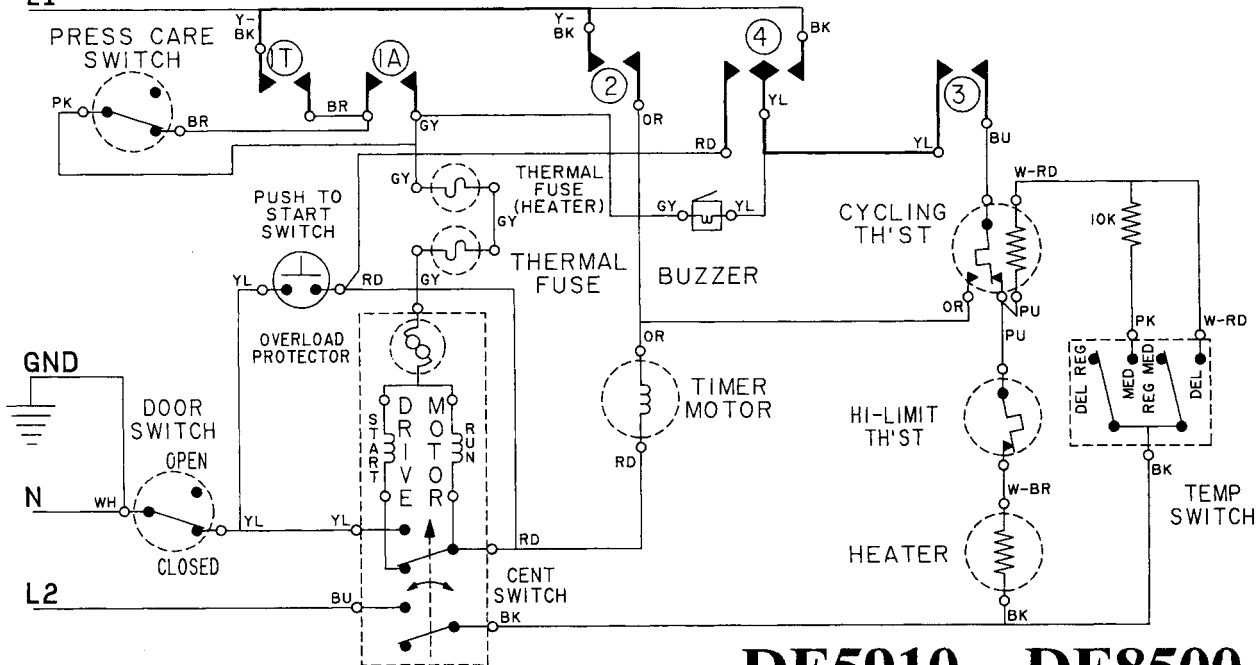 L1
Y-BK
Y-BK
BK
PRESS CARE SWITCH
1T
1A
2
4
3
PK
BR
BR
GY
OR
YL
RD
YL
BU
W-RD
THERMAL FUSE (HEATER)
GY
GY
GY
YL
PUSH TO START SWITCH
THERMAL FUSE
BUZZER
CYCLING TH'ST
10K
YL
RD
GY
OR
PU
PU
PK
W-RD
OVERLOAD PROTECTOR
OR
GND
DOOR SWITCH
OPEN
CLOSED
START
DRIVE MOTOR
RUN
TIMER MOTOR
RD
HI-LIMIT TH'ST
DEL REG
MED
REG MED
DEL
BK
TEMP SWITCH
N
WH
YL
YL
RD
W-BR
HEATER
CENT SWITCH
L2
BU
BK
BK